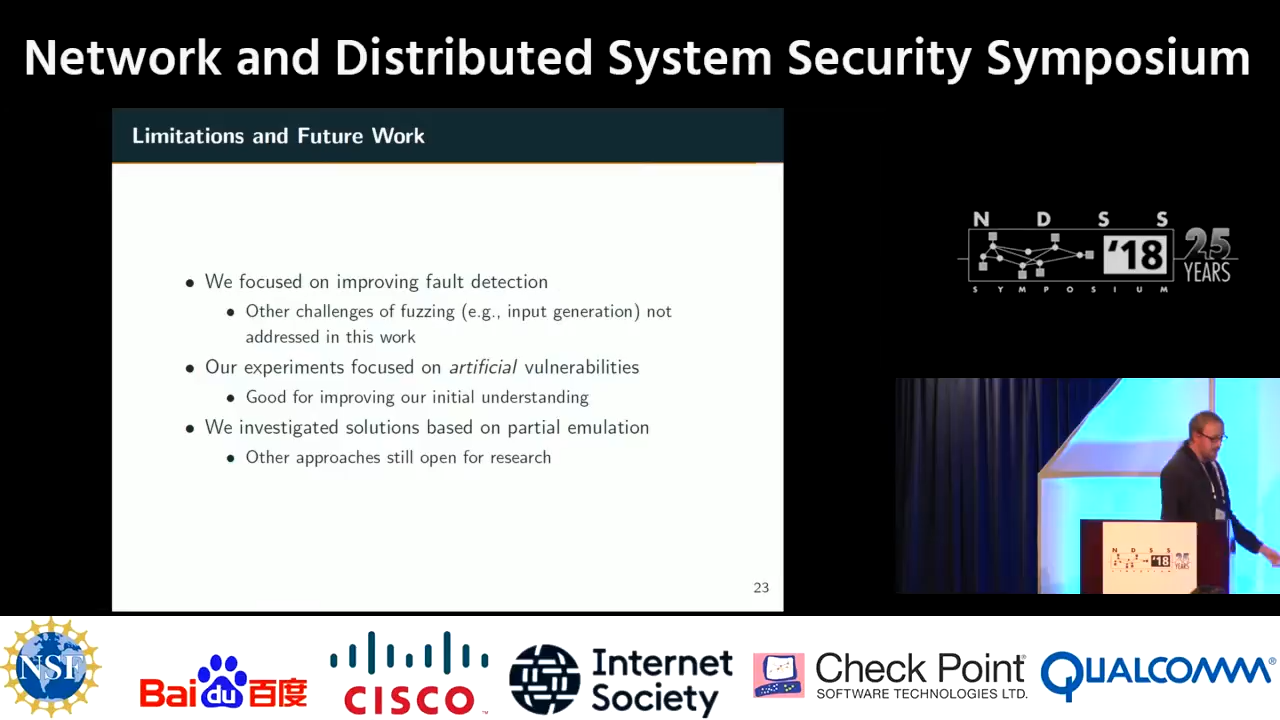 Network and Distributed System Security Symposium
Limitations and Future Work
• We focused on improving fault detection
• Other challenges of fuzzing (e.g., input generation) not
addressed in this work
• Our experiments focused on artificial vulnerabilities
• Good for improving our initial understanding
• We investigated solutions based on partial emulation
• Other approaches still open for research
23
N D S S
'18 25
YEARS
S Y M P O S I U M
N D S S
'18 25
YEARS
NSF
Bai du 百度
CISCO
Internet
Society
Check Point
SOFTWARE TECHNOLOGIES LTD.
QUALCOMM